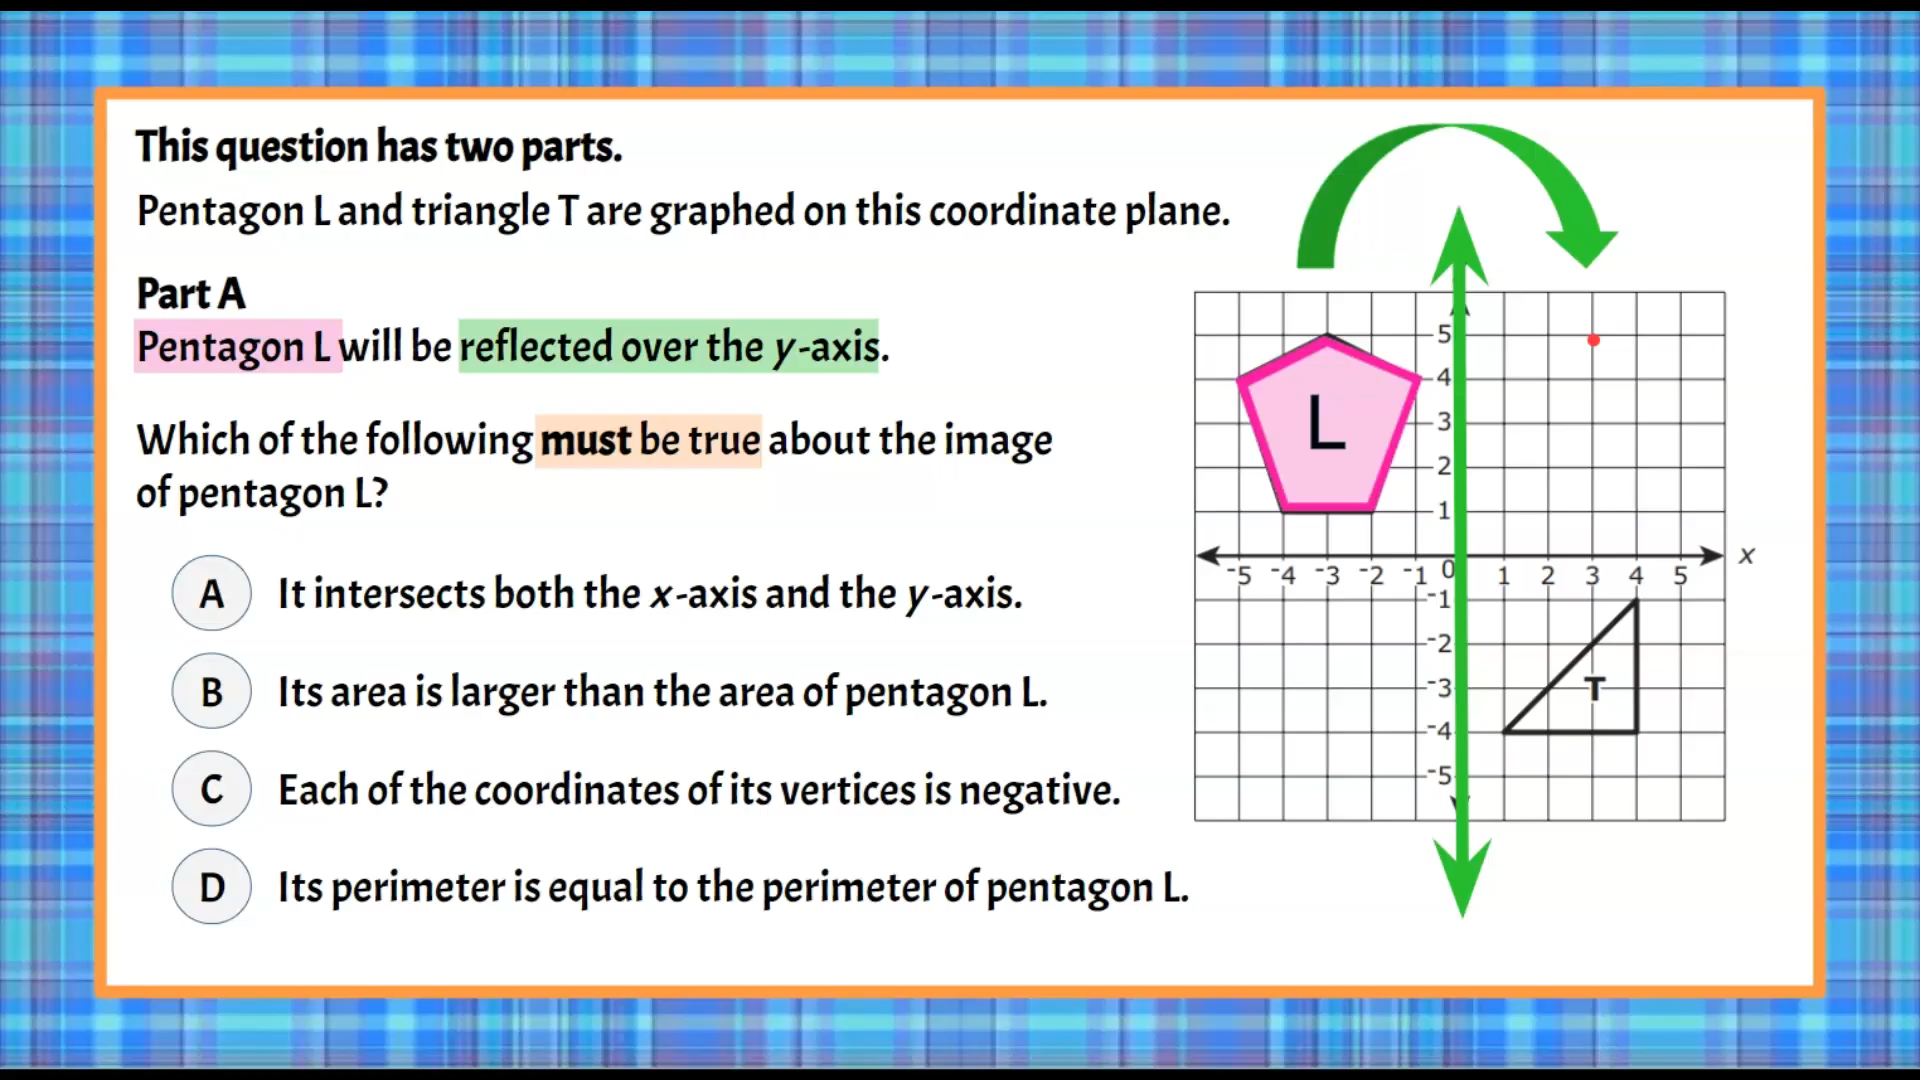 This question has two parts.
Pentagon L and triangle T are graphed on this coordinate plane.
Part A
Pentagon L will be reflected over the y-axis.
Which of the following must be true about the image
of pentagon L?
A It intersects both the x-axis and the y-axis.
B Its area is larger than the area of pentagon L.
C Each of the coordinates of its vertices is negative.
D Its perimeter is equal to the perimeter of pentagon L.
5
4
L
3
2
1
x
-5 -4 -3 -2 -1 0 1 2 3 4 5
-1
-2
-3
T
-4
-5